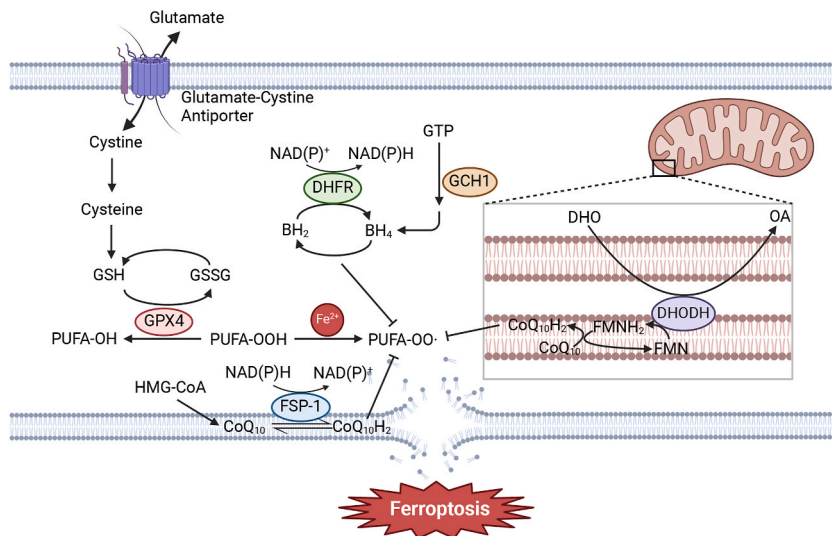 Glutamate
Glutamate-Cystine
Antiporter
Cystine
Cysteine
GSH
GSSG
GPX4
PUFA-OH
PUFA-OOH
Fe²⁺
PUFA-OO·
NAD(P)⁺
NAD(P)H
DHFR
BH₂
BH₄
GTP
GCH1
DHO
OA
DHODH
CoQ₁₀H₂
FMNH₂
CoQ₁₀
FMN
HMG-CoA
NAD(P)H
NAD(P)⁺
FSP-1
CoQ₁₀
CoQ₁₀H₂
Ferroptosis